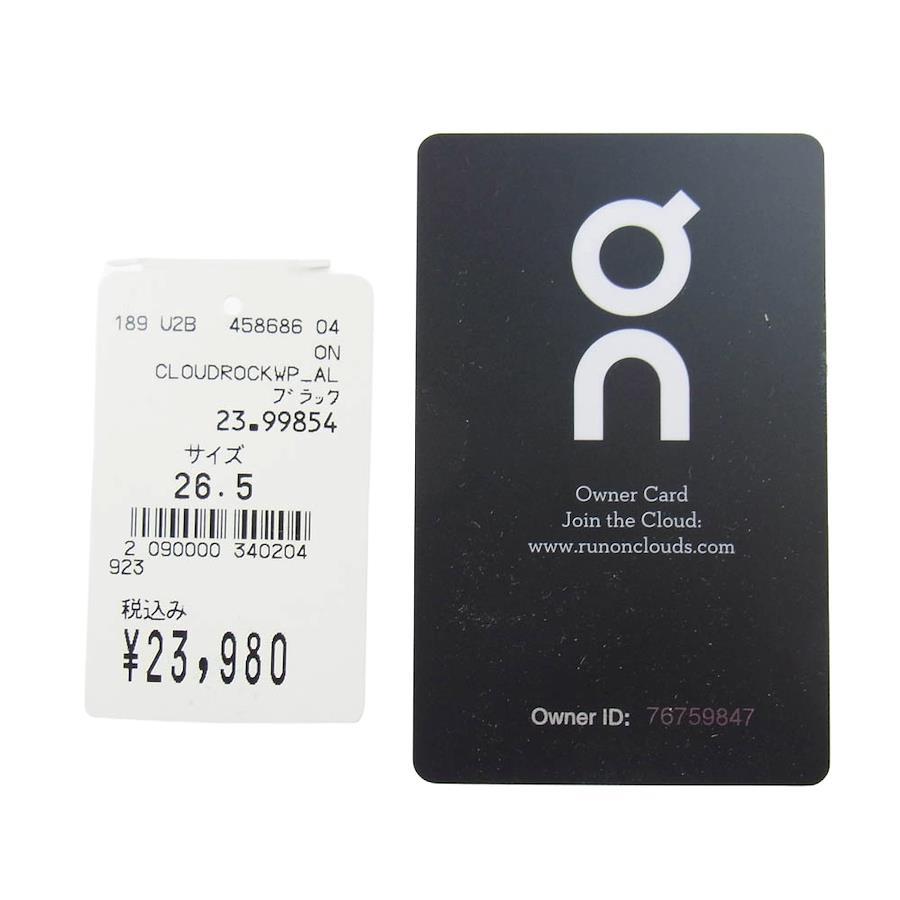 189 U2B 458686 04
ON
CLOUDROCKWP_AL
ブラック
23.99854
サイズ
26.5
2 090000 340204
923
税込み
¥23,980
on
Owner Card
Join the Cloud:
www.runonclouds.com
Owner ID: 76759847